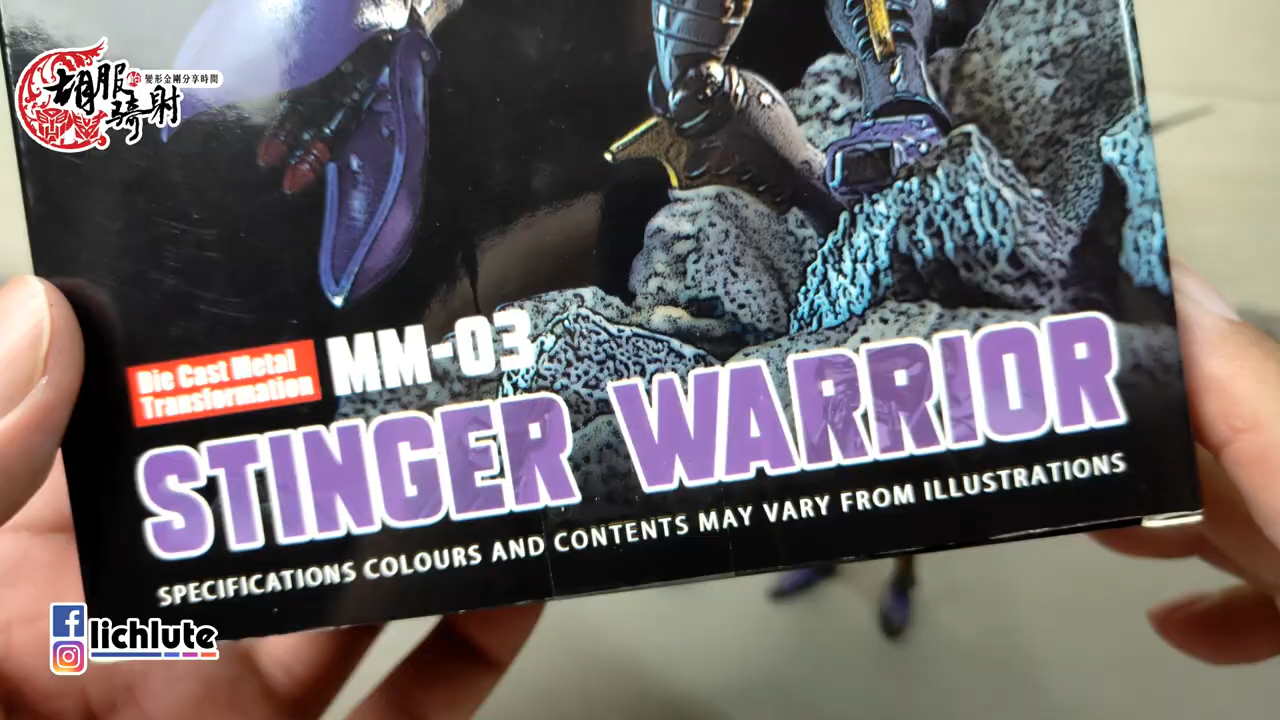 胡服騎射
的變形金剛分享時間
Die Cast Metal
Transformation
MM-03
STINGER WARRIOR
SPECIFICATIONS COLOURS AND CONTENTS MAY VARY FROM ILLUSTRATIONS
f
lichlute